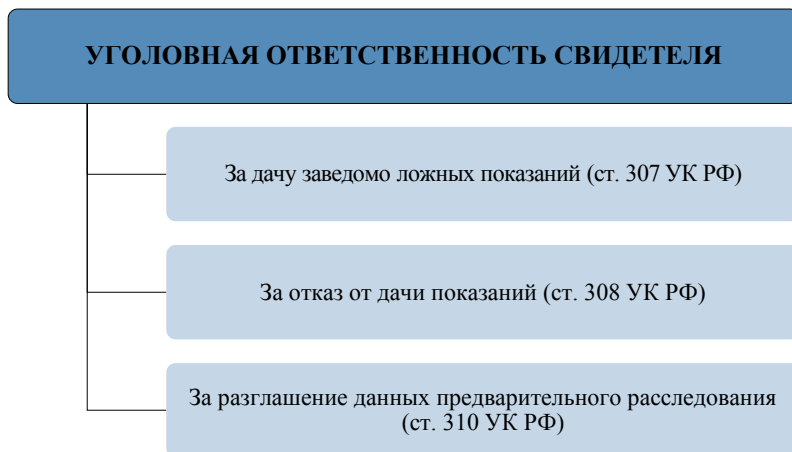 УГОЛОВНАЯ ОТВЕТСТВЕННОСТЬ СВИДЕТЕЛЯ
За дачу заведомо ложных показаний (ст. 307 УК РФ)
За отказ от дачи показаний (ст. 308 УК РФ)
За разглашение данных предварительного расследования
(ст. 310 УК РФ)